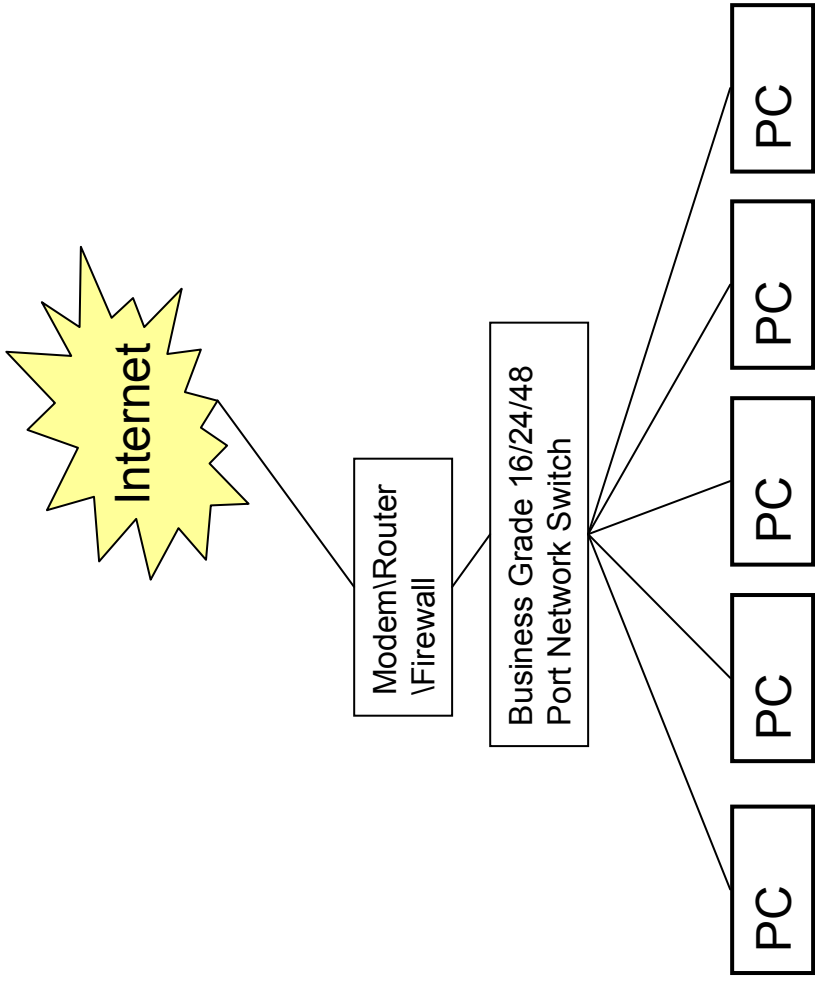 Internet
Modem\Router
\Firewall
Business Grade 16/24/48
Port Network Switch
PC
PC
PC
PC
PC